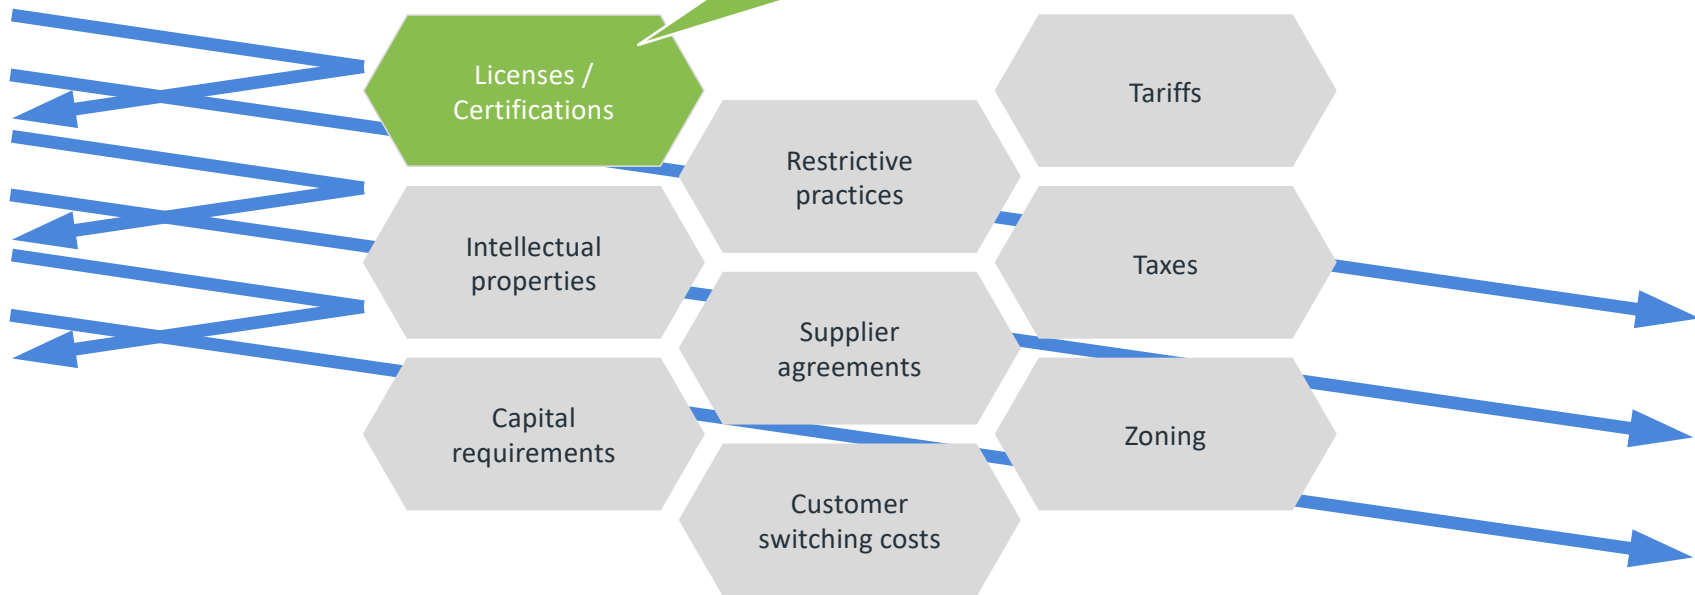 Licenses /
Certifications
Tariffs
Restrictive
practices
Intellectual
properties
Taxes
Supplier
agreements
Capital
requirements
Zoning
Customer
switching costs